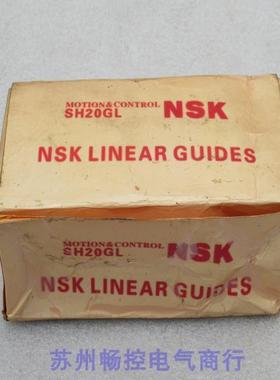 MOTION&CONTROL NSK
SH20GL
NSK LINEAR GUIDES
MOTION&CONTROL NSK
SH20GL
NSK LINEAR GUIDES
苏州畅控电气商行